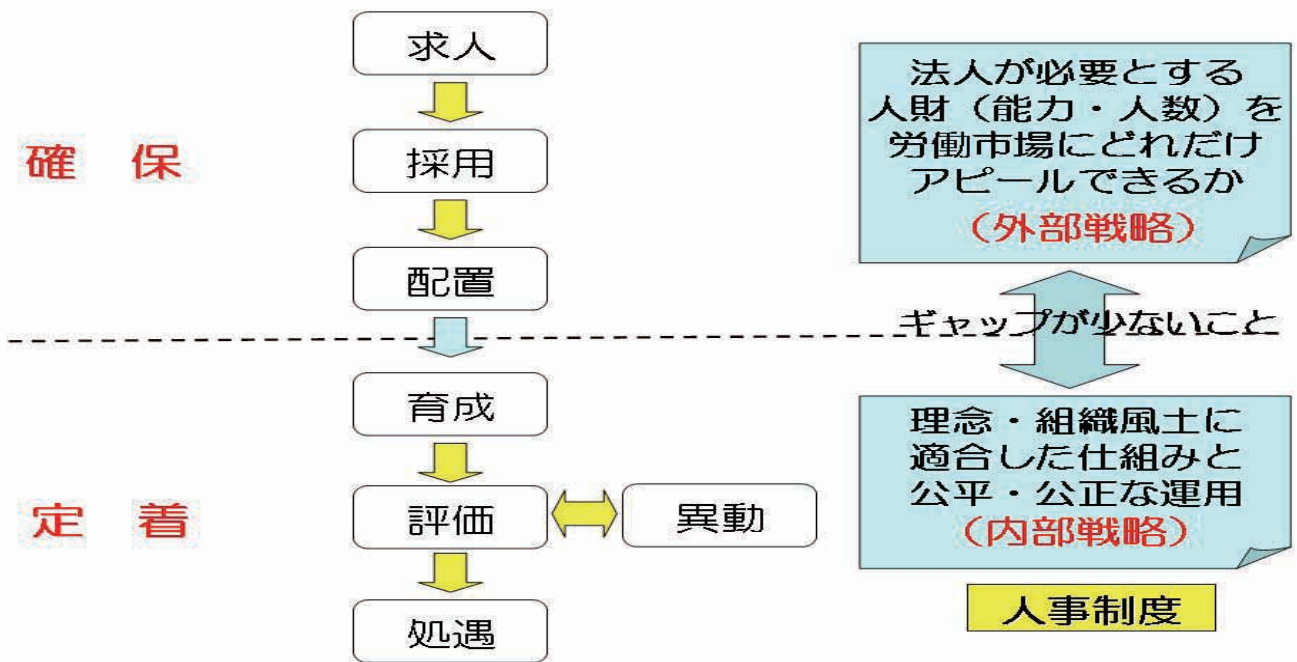 求人
採用
確 保
配置
育成
評価
異動
定 着
処遇
法人が必要とする
人財（能力・人数）を
労働市場にどれだけ
アピールできるか
（外部戦略）
ギャップが少ないこと
理念・組織風土に
適合した仕組みと
公平・公正な運用
（内部戦略）
人事制度